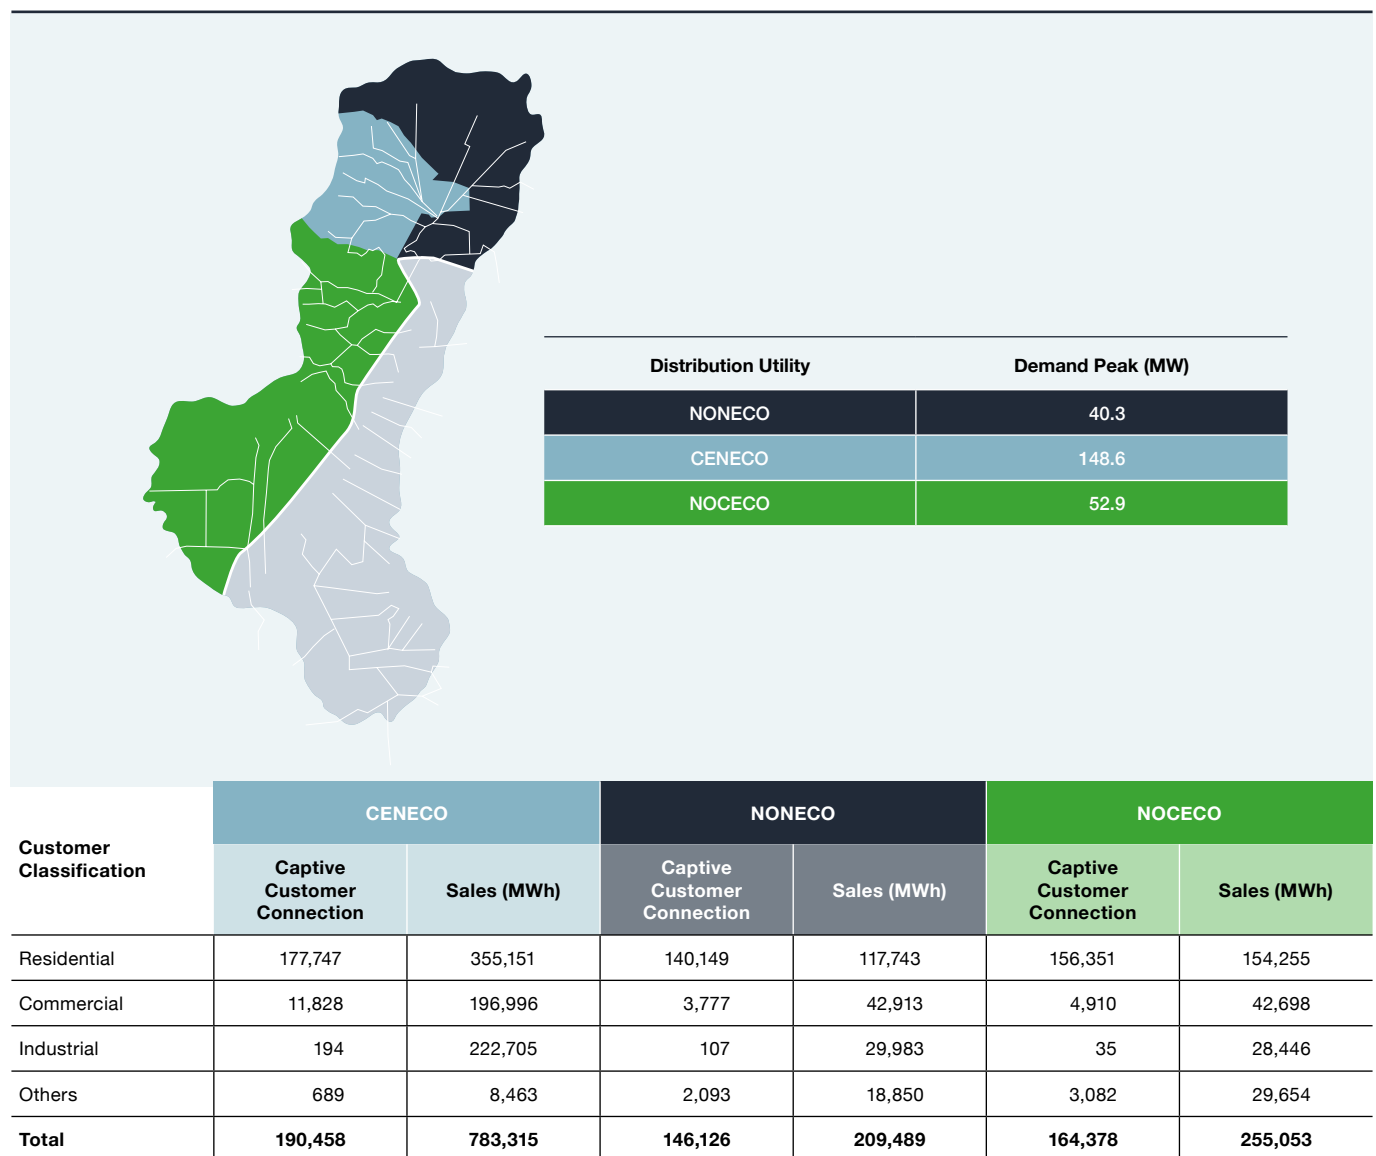 Distribution Utility Demand Peak (MW)
NONECO 40.3
CENECO 148.6
NOCECO 52.9
Customer Classification CENECO NONECO NOCECO
Captive Customer Connection Sales (MWh) Captive Customer Connection Sales (MWh) Captive Customer Connection Sales (MWh)
Residential 177,747 355,151 140,149 117,743 156,351 154,255
Commercial 11,828 196,996 3,777 42,913 4,910 42,698
Industrial 194 222,705 107 29,983 35 28,446
Others 689 8,463 2,093 18,850 3,082 29,654
Total 190,458 783,315 146,126 209,489 164,378 255,053